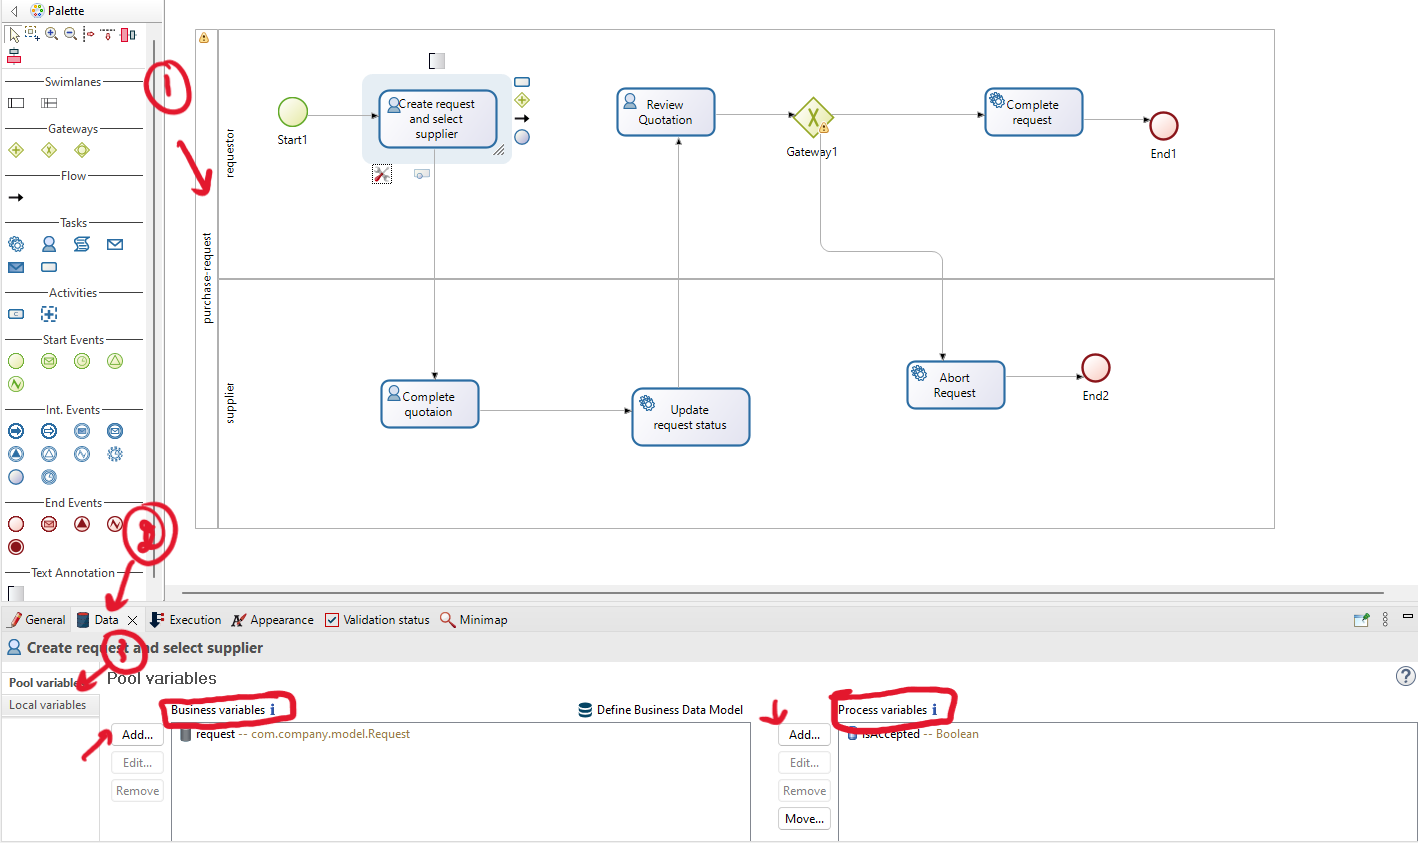 Palette
Swimlanes
Gateways
Flow
Tasks
Activities
Start Events
Int. Events
End Events
Text Annotation
1
2
3
purchase-request
requestor
supplier
Start1
Create request
and select
supplier
Review
Quotation
Gateway1
Complete
request
End1
Complete
quotaion
Update
request status
Abort
Request
End2
General
Data
Execution
Appearance
Validation status
Minimap
Create request and select supplier
Pool variables
Local variables
Pool variables
Business variables
Define Business Data Model
Add...
Edit...
Remove
request -- com.company.model.Request
Process variables
Add...
Edit...
Remove
Move...
isAccepted -- Boolean